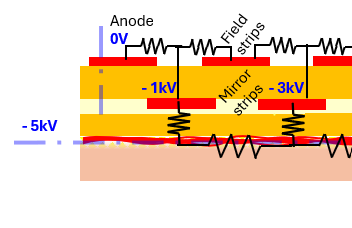 Anode
0V
Field
strips
- 1kV
Mirror
strips
- 3kV
- 5kV